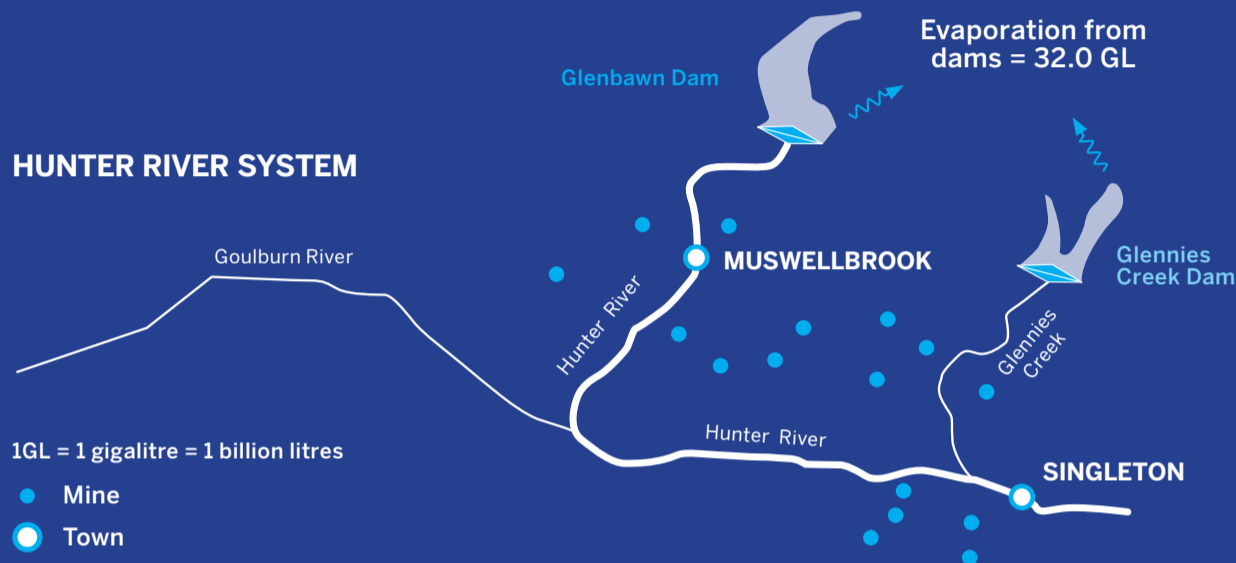 Evaporation from
dams = 32.0 GL
Glenbawn Dam
HUNTER RIVER SYSTEM
Goulburn River
MUSWELLBROOK
Glennies
Creek Dam
Hunter River
Glennies
Creek
Hunter River
1GL = 1 gigalitre = 1 billion litres
SINGLETON
Mine
Town